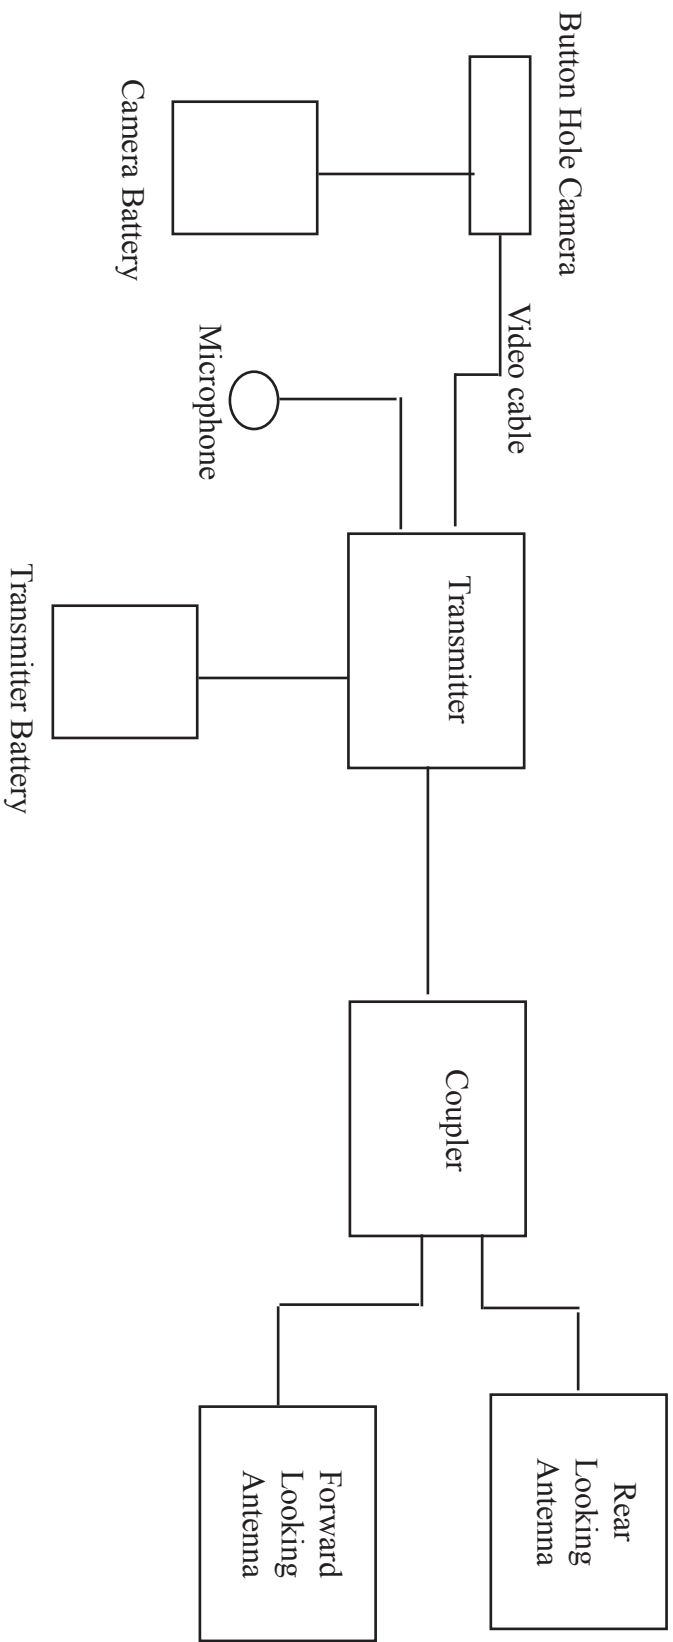 Button Hole Camera
Camera Battery
Video cable
Microphone
Transmitter
Transmitter Battery
Coupler
Rear
Looking
Antenna
Forward
Looking
Antenna